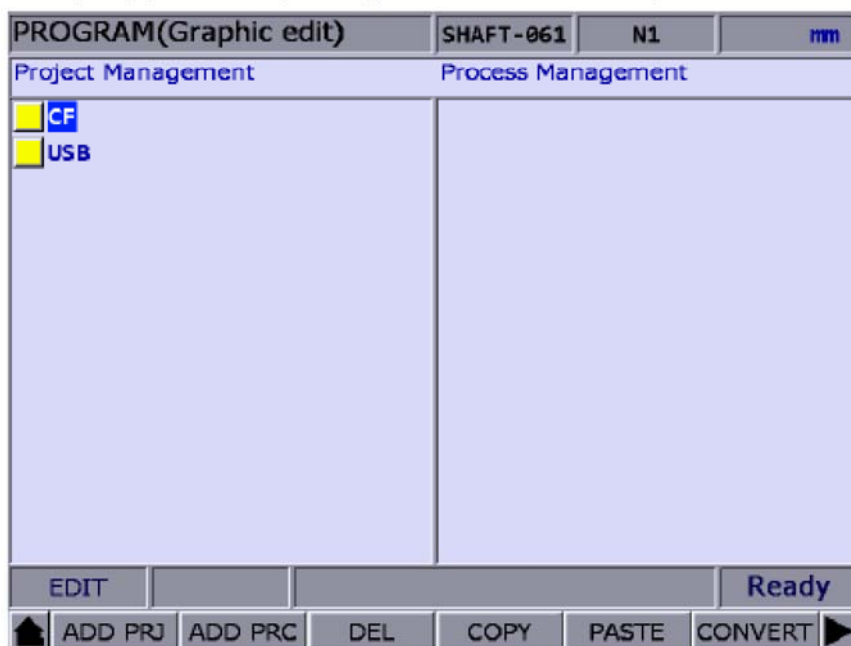 PROGRAM(Graphic edit) SHAFT-061 N1 mm
Project Management Process Management
CF
USB
EDIT Ready
ADD PRJ ADD PRC DEL COPY PASTE CONVERT